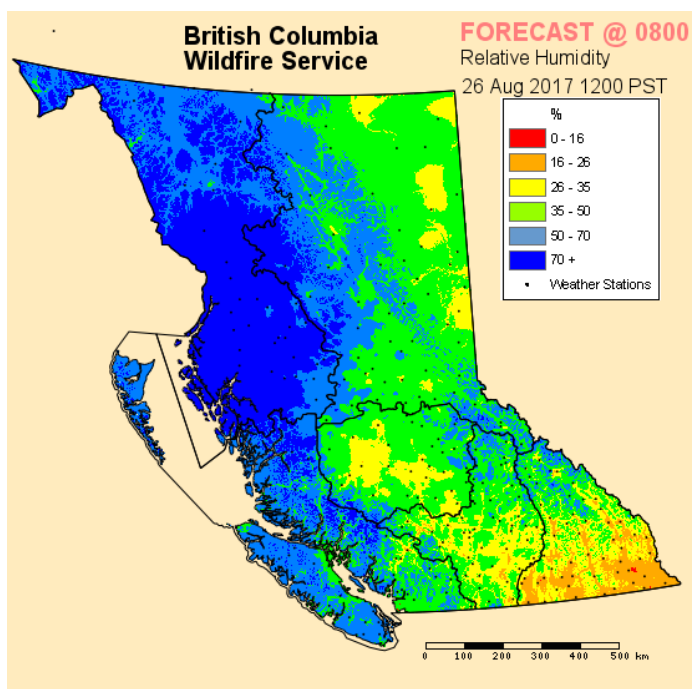 British Columbia
Wildfire Service
FORECAST @ 0800
Relative Humidity
26 Aug 2017 1200 PST
%
0 - 16
16 - 26
26 - 35
35 - 50
50 - 70
70 +
Weather Stations
0 100 200 300 400 500 km